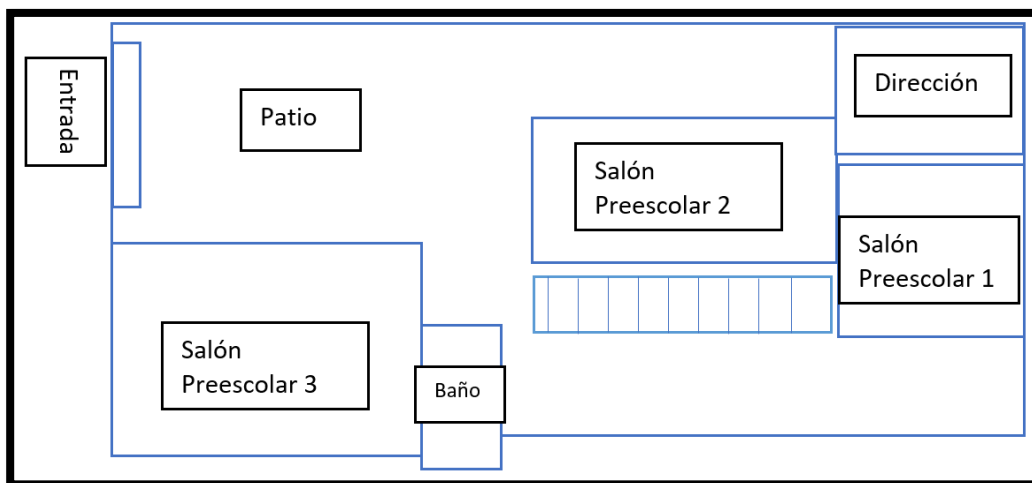 Entrada
Patio
Dirección
Salón
Preescolar 2
Salón
Preescolar 1
Salón
Preescolar 3
Baño